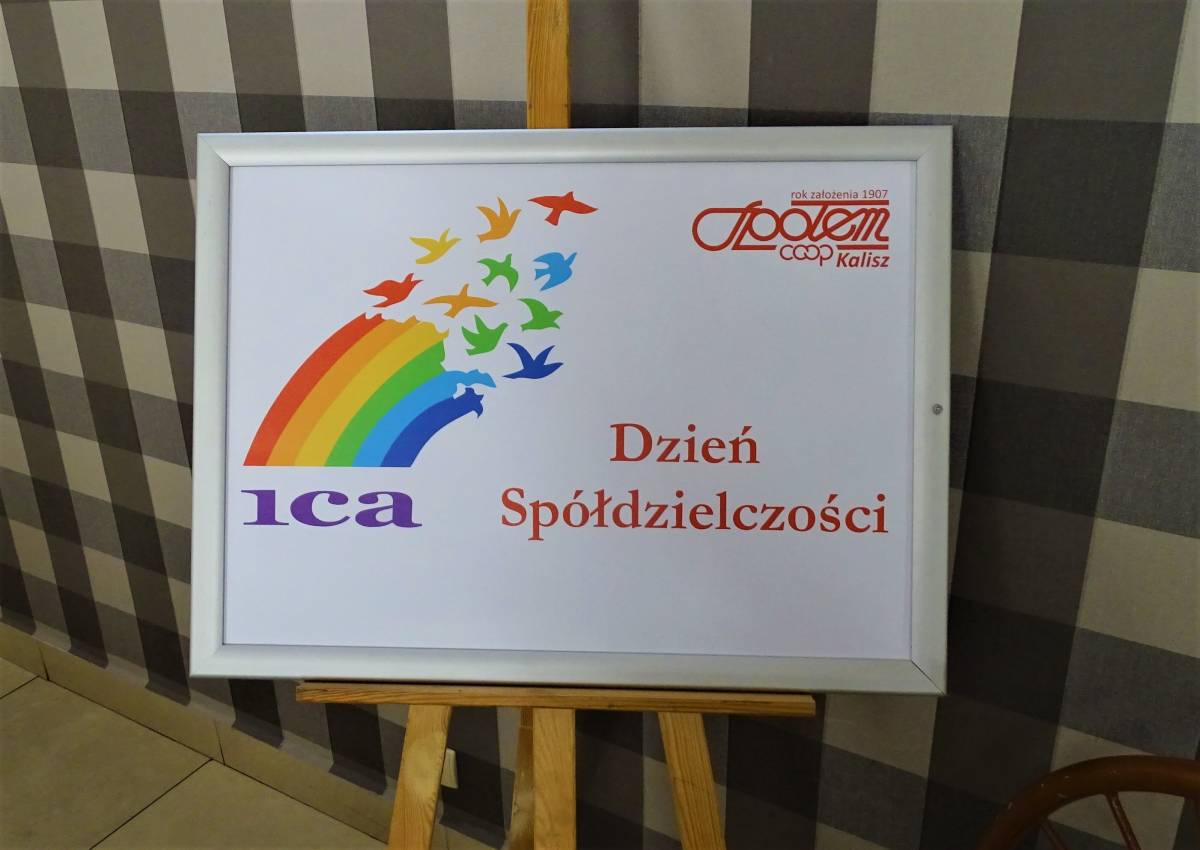 rok założenia 1907
Społem
coop Kalisz
ica
Dzień
Spółdzielczości